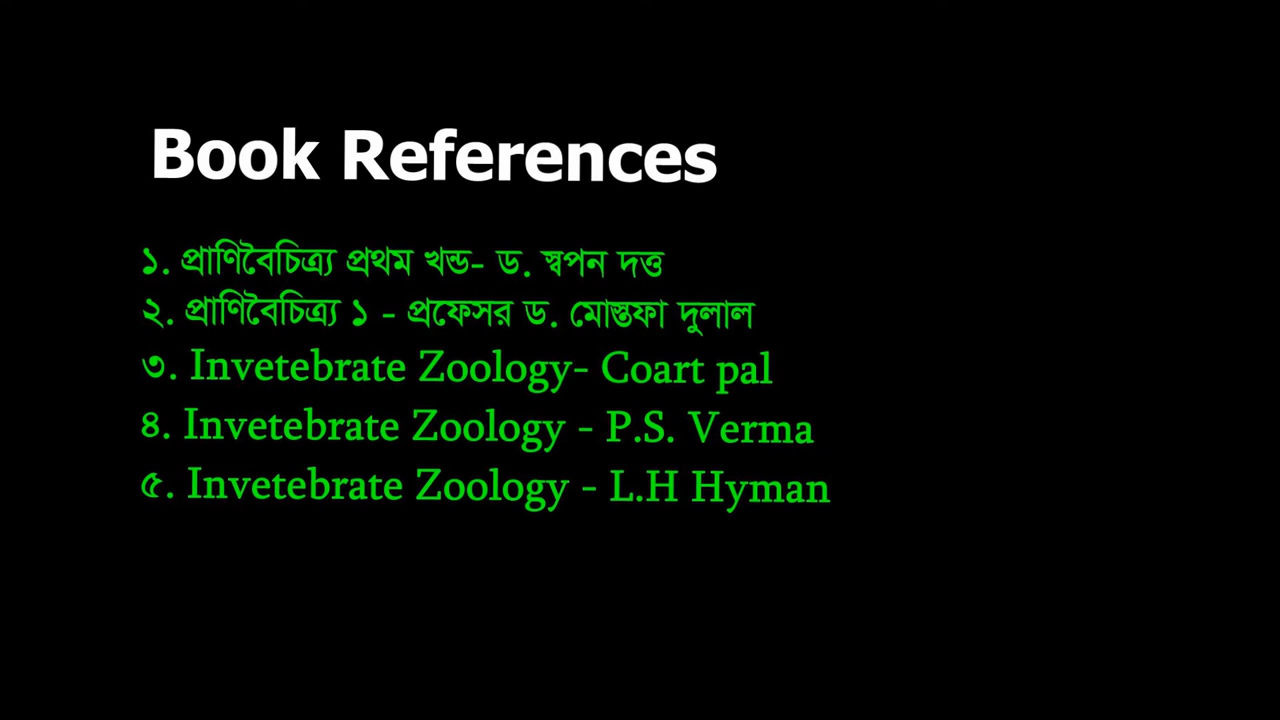 Book References
১. প্রাণিবৈচিত্র্য প্রথম খন্ড- ড. স্বপন দত্ত
২. প্রাণিবৈচিত্র্য ১ - প্রফেসর ড. মোস্তফা দুলাল
৩. Invetebrate Zoology- Coart pal
৪. Invetebrate Zoology - P.S. Verma
৫. Invetebrate Zoology - L.H Hyman